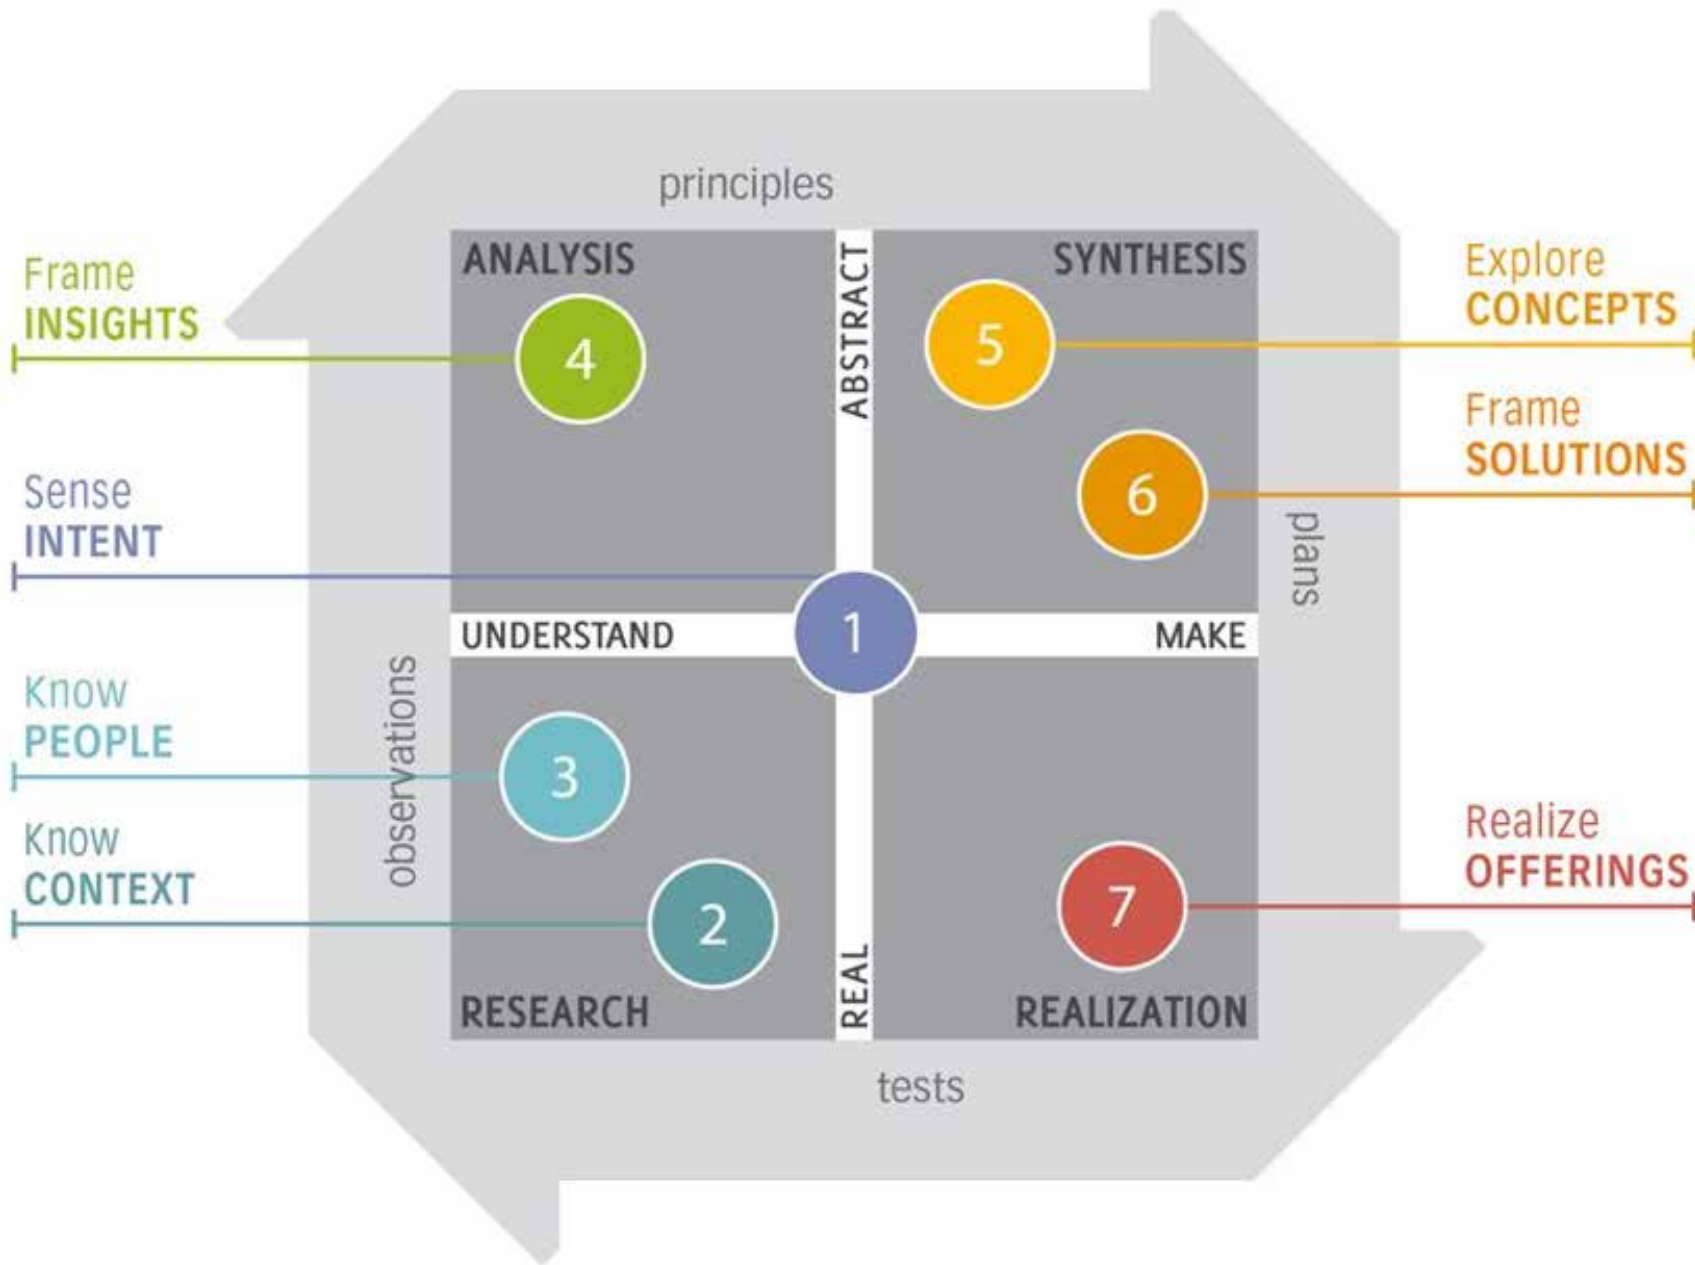 principles
ANALYSIS
SYNTHESIS
Frame
INSIGHTS
4
ABSTRACT
5
Explore
CONCEPTS
Frame
SOLUTIONS
6
Sense
INTENT
plans
UNDERSTAND
1
MAKE
Know
PEOPLE
observations
3
Know
CONTEXT
2
7
Realize
OFFERINGS
RESEARCH
REAL
REALIZATION
tests